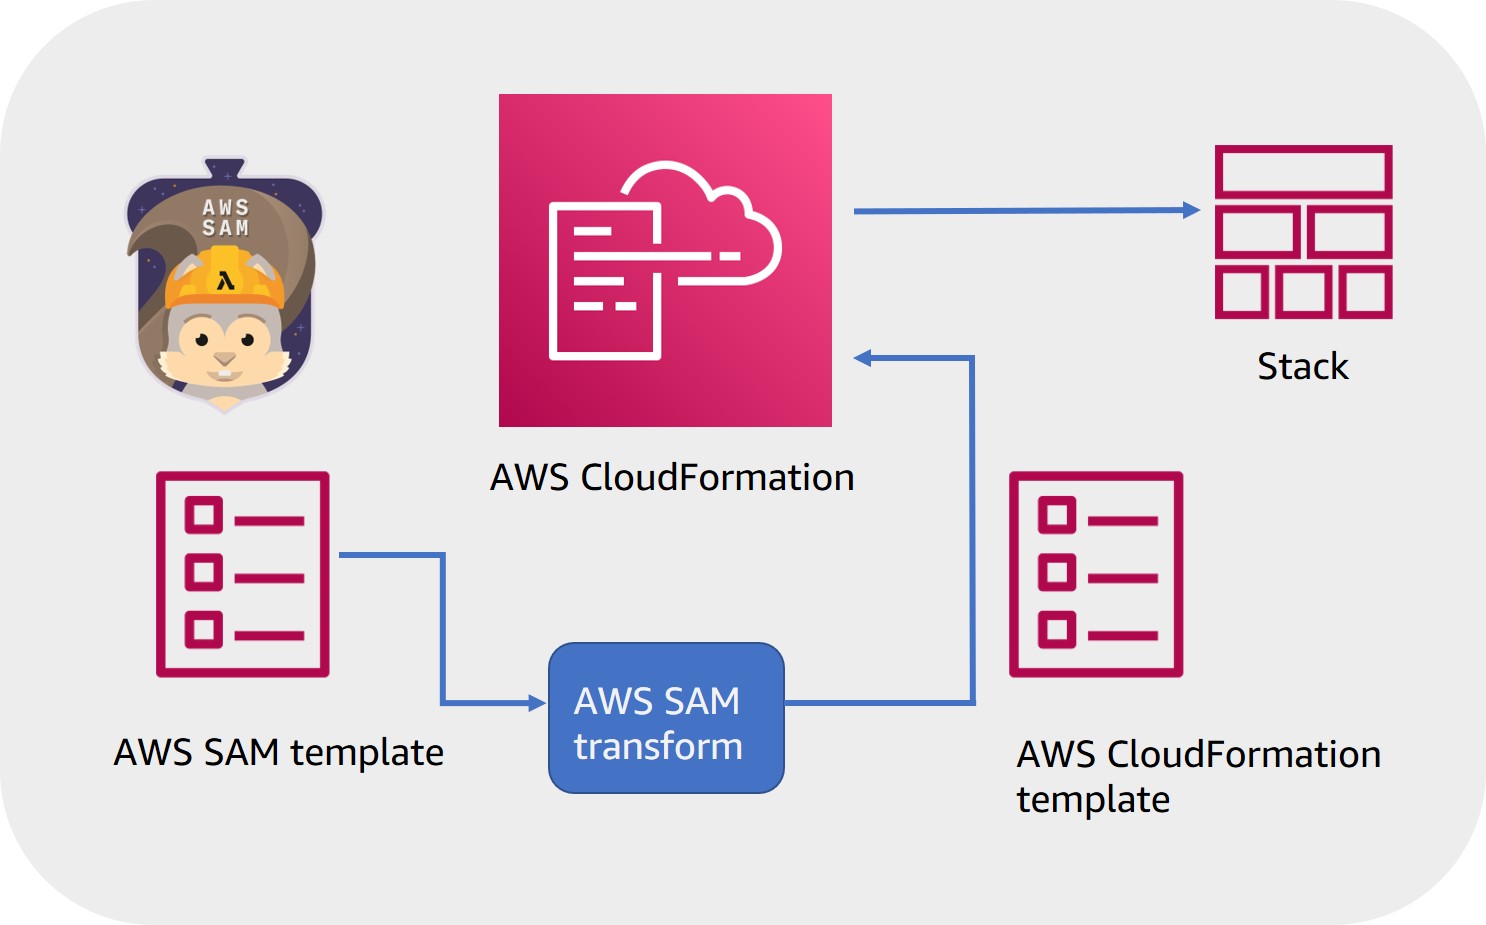 AWS
SAM
λ
AWS CloudFormation
Stack
AWS SAM template
AWS SAM
transform
AWS CloudFormation
template